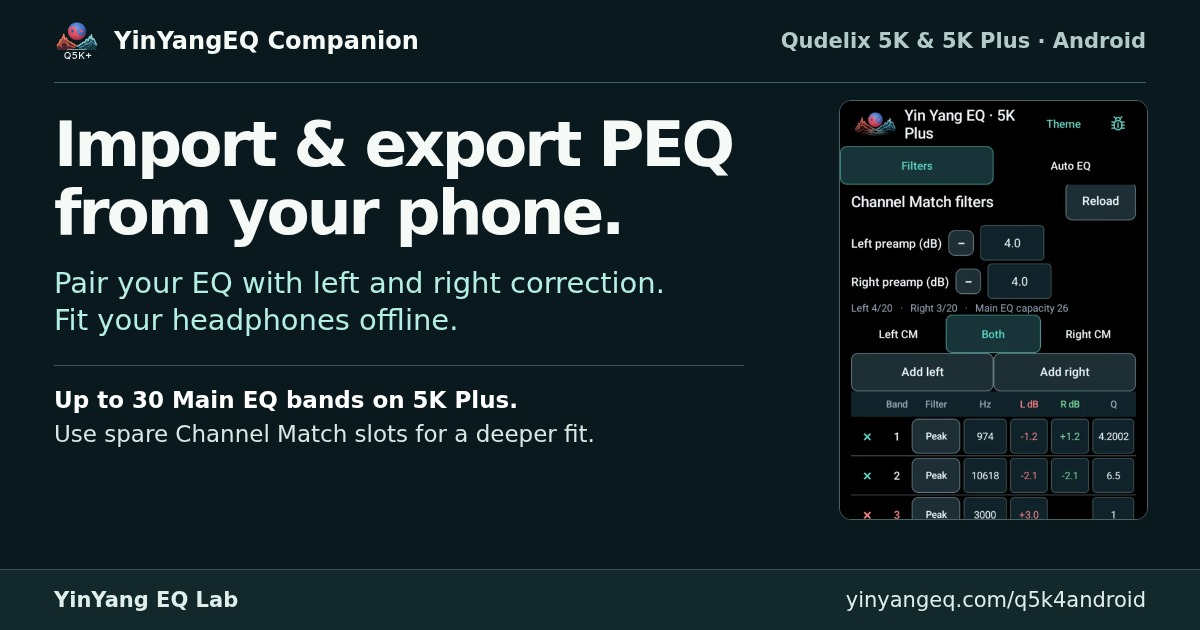 Q5K+
YinYangEQ Companion
Qudelix 5K & 5K Plus · Android
Import & export PEQ
from your phone.
Pair your EQ with left and right correction.
Fit your headphones offline.
Up to 30 Main EQ bands on 5K Plus.
Use spare Channel Match slots for a deeper fit.
Yin Yang EQ · 5K
Plus
Theme
Filters
Auto EQ
Channel Match filters
Reload
Left preamp (dB) − 4.0
Right preamp (dB) − 4.0
Left 4/20 · Right 3/20 · Main EQ capacity 26
Left CM Both Right CM
Add left Add right
Band Filter Hz L dB R dB Q
× 1 Peak 974 -1.2 +1.2 4.2002
× 2 Peak 10618 -2.1 -2.1 6.5
× 3 Peak 3000 +3.0 1
YinYang EQ Lab
yinyangeq.com/q5k4android